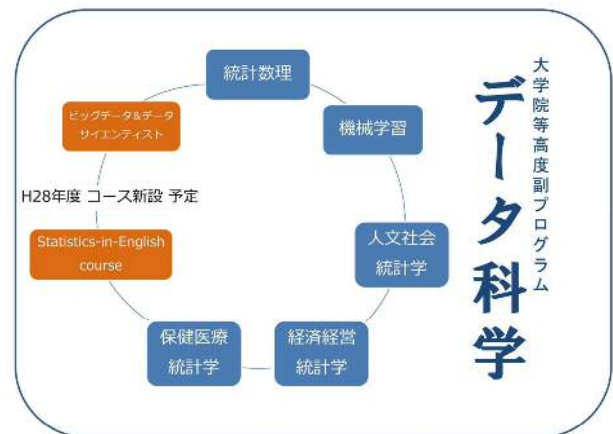 大学院等高度副プログラム
データ科学
統計数理
機械学習
人文社会
統計学
経済経営
統計学
保健医療
統計学
Statistics-in-English
course
H28年度 コース新設 予定
ビッグデータ&データ
サイエンティスト